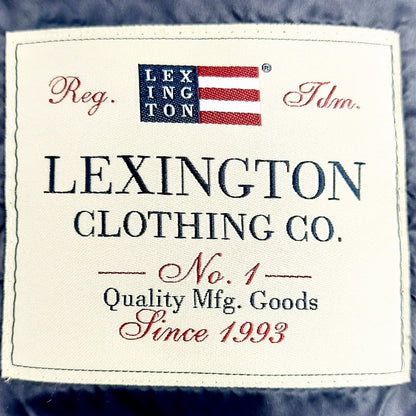 LEX
ING
TON
®
Reg. Tdm.
LEXINGTON
CLOTHING CO.
No. 1
Quality Mfg. Goods
Since 1993